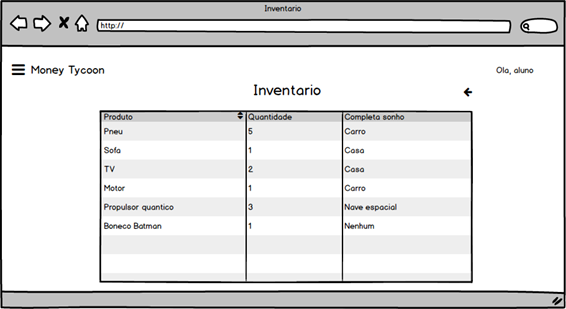 Inventario
http://
Money Tycoon
Ola, aluno
Inventario
Produto Quantidade Completa sonho
Pneu 5 Carro
Sofa 1 Casa
TV 2 Casa
Motor 1 Carro
Propulsor quantico 3 Nave espacial
Boneco Batman 1 Nenhum